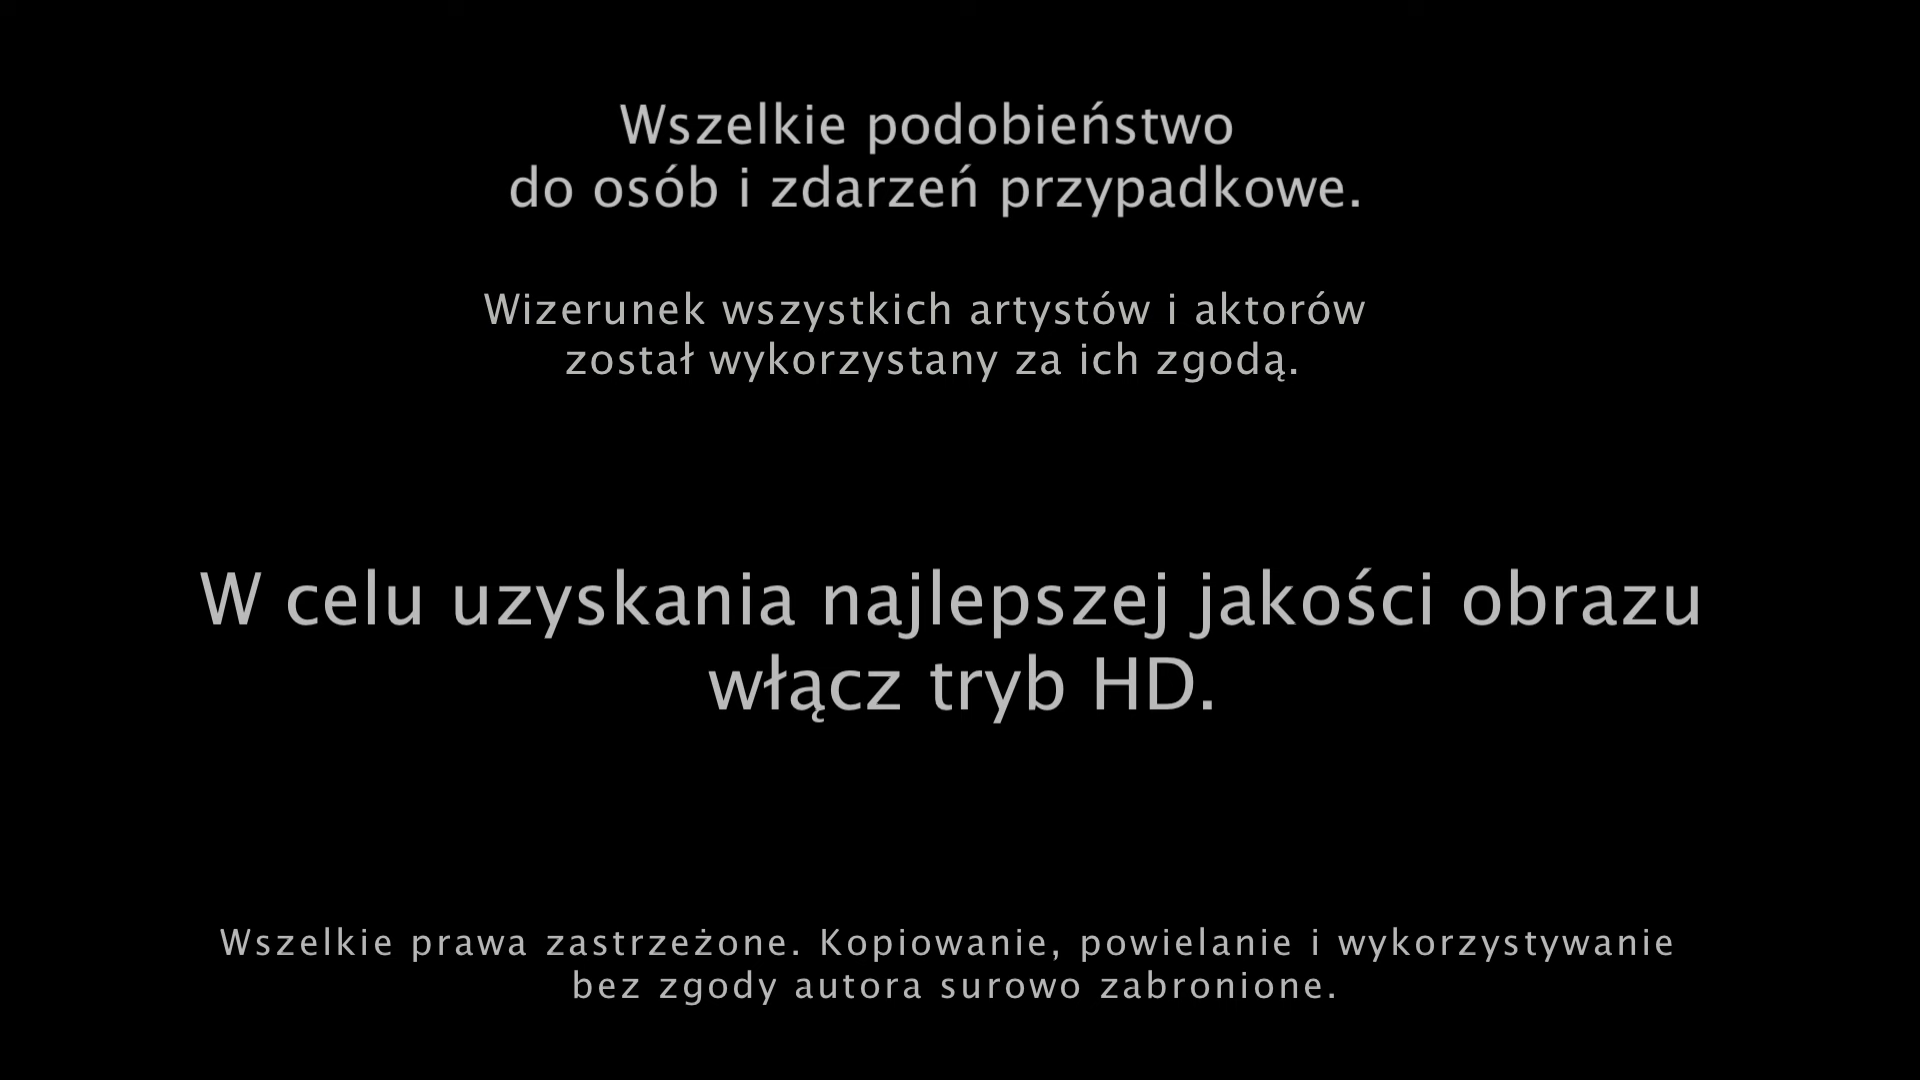 Wszelkie podobieństwo
do osób i zdarzeń przypadkowe.
Wizerunek wszystkich artystów i aktorów
został wykorzystany za ich zgodą.
W celu uzyskania najlepszej jakości obrazu
włącz tryb HD.
Wszelkie prawa zastrzeżone. Kopiowanie, powielanie i wykorzystywanie
bez zgody autora surowo zabronione.